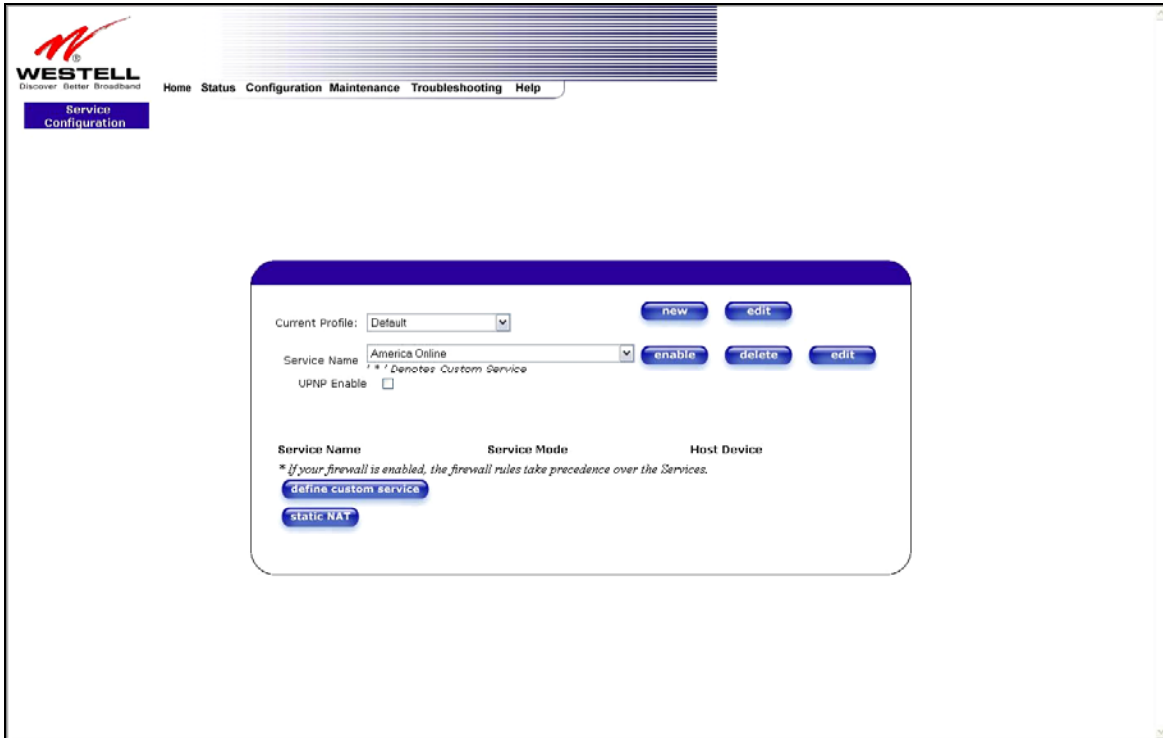 WESTELL
®
Discover Better Broadband
Home Status Configuration Maintenance Troubleshooting Help
Service
Configuration
new edit
Current Profile: Default
Service Name America Online enable delete edit
' * ' Denotes Custom Service
UPNP Enable
Service Name Service Mode Host Device
* If your firewall is enabled, the firewall rules take precedence over the Services.
define custom service
static NAT